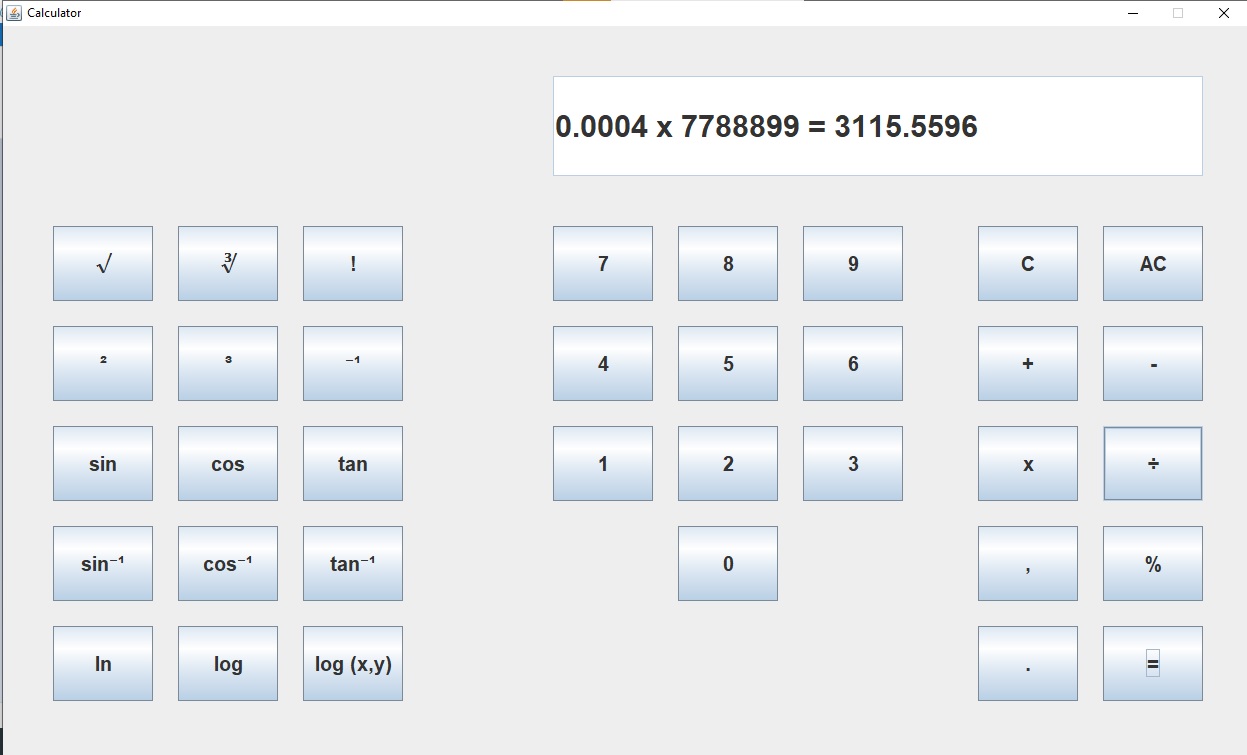 Calculator
0.0004 x 7788899 = 3115.5596
√ ∛ ! 7 8 9 C AC
² ³ ⁻¹ 4 5 6 + -
sin cos tan 1 2 3 x ÷
sin⁻¹ cos⁻¹ tan⁻¹ 0 , %
ln log log (x,y) . =